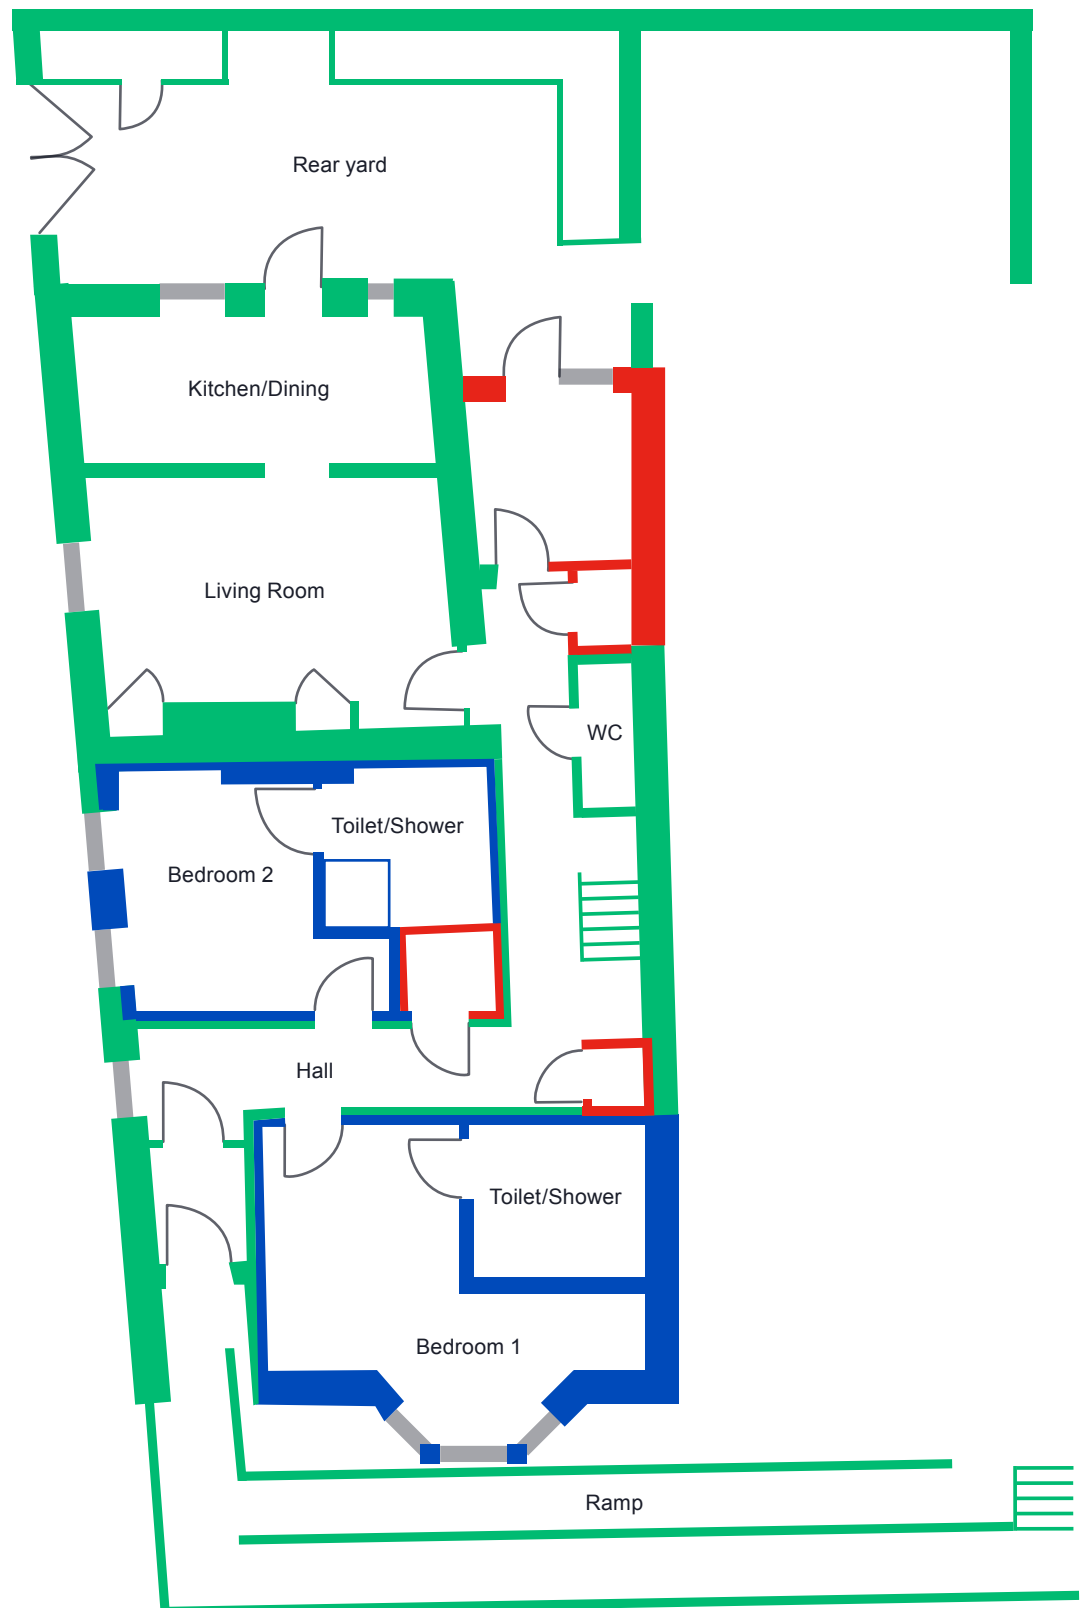 Rear yard
Kitchen/Dining
Living Room
WC
Toilet/Shower
Bedroom 2
Hall
Toilet/Shower
Bedroom 1
Ramp